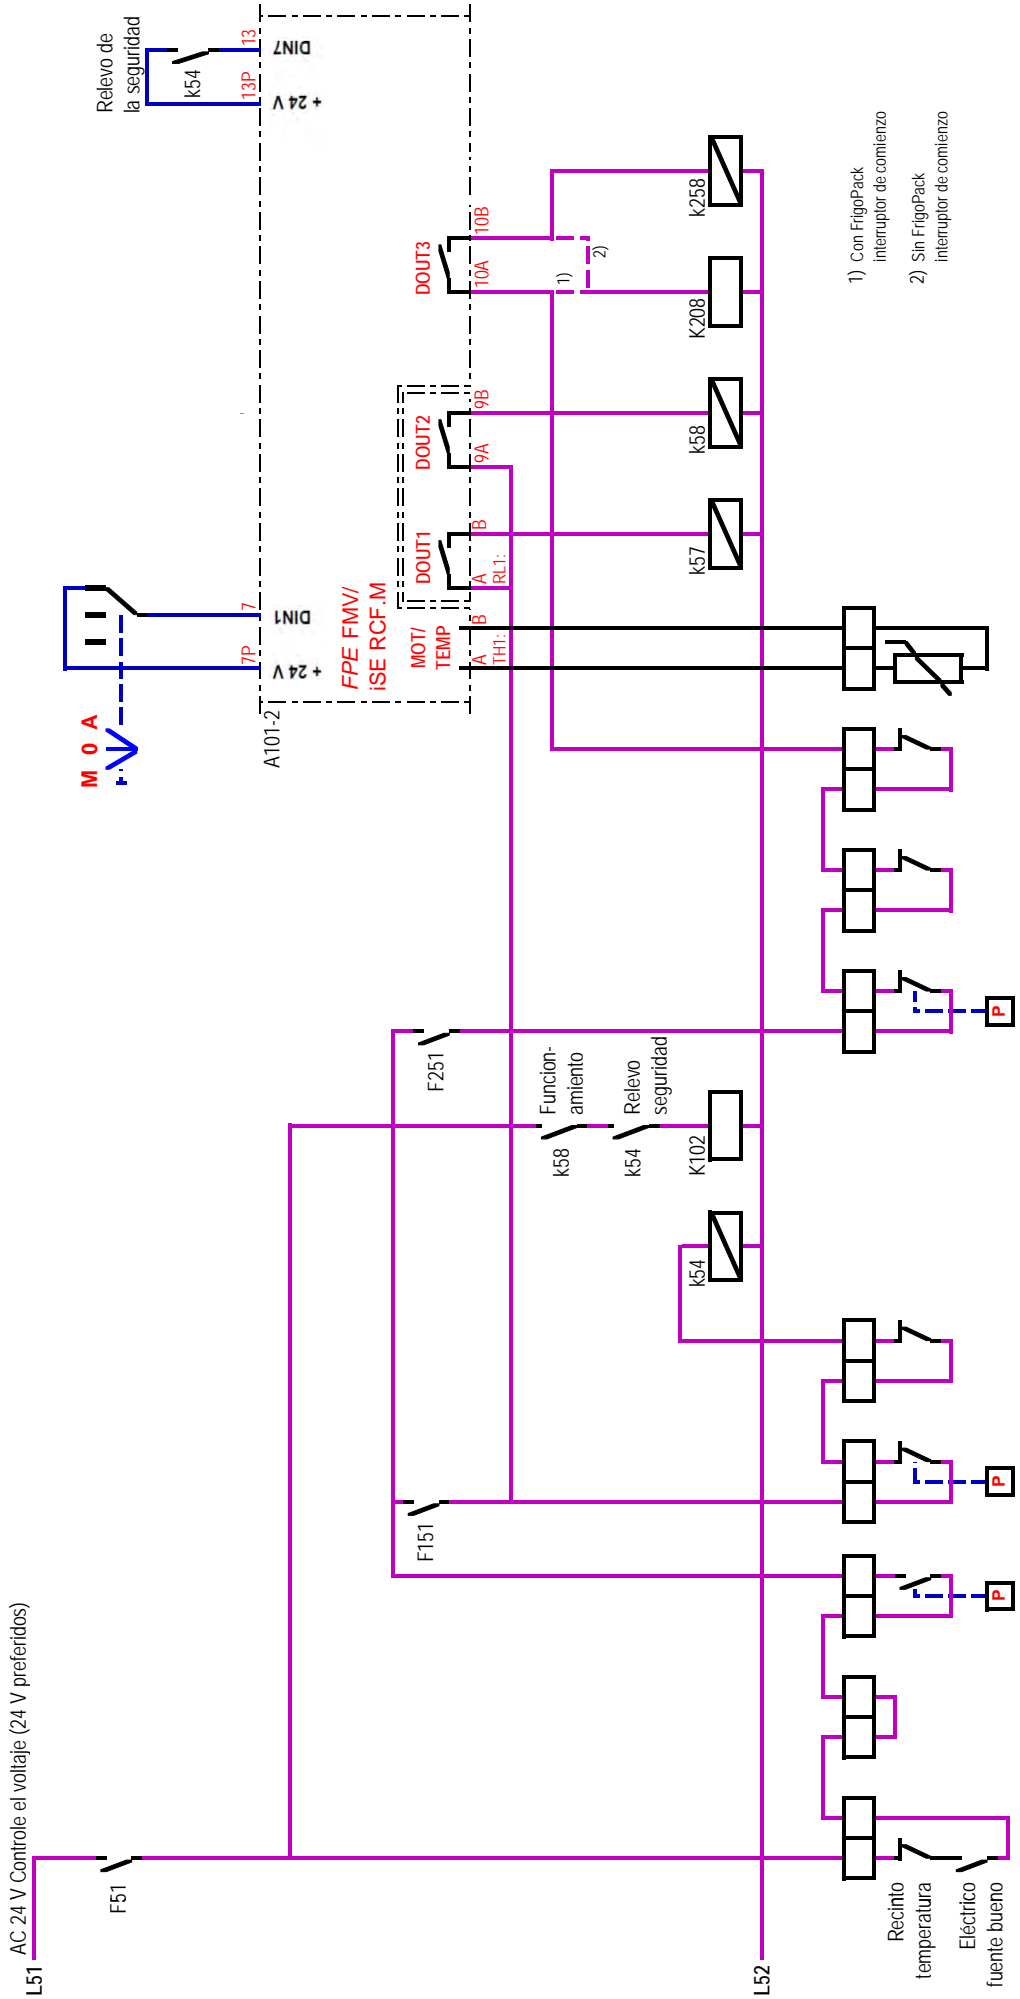 AC 24 V Controle el voltaje (24 V preferidos)
L51
F51
L52
Recinto
temperatura
Eléctrico
fuente bueno
P
F151
P
k54
K102
k58
Funcion-
amiento
k54
Relevo
seguridad
F251
P
M 0 A
7P
7
+ 24 V
DIN1
A101-2
FPE FMV/
iSE RCF.M
MOT/
TEMP
A
B
TH1:
DOUT1
A
B
RL1:
DOUT2
9A
9B
DOUT3
10A
10B
1)
2)
k57
k58
K208
k258
Relevo de
la seguridad
k54
13P
13
+ 24 V
DIN7
1) Con FrigoPack
interruptor de comienzo
2) Sin FrigoPack
interruptor de comienzo